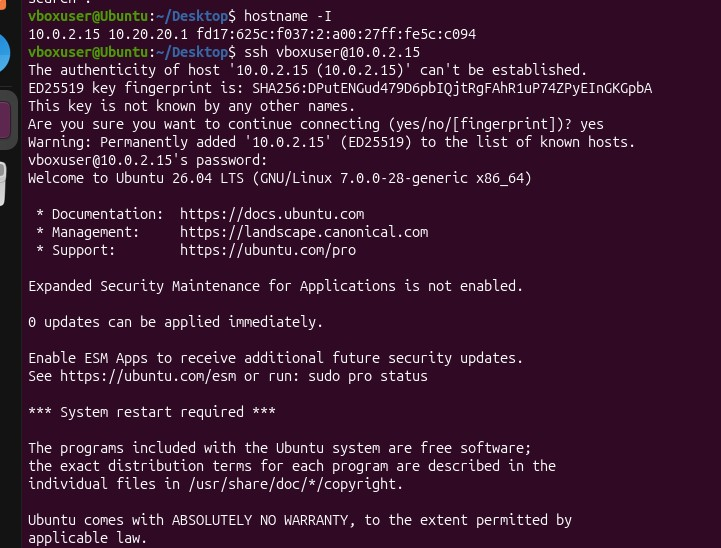 vboxuser@Ubuntu:~/Desktop$ hostname -I
10.0.2.15 10.20.20.1 fd17:625c:f037:2:a00:27ff:fe5c:c094
vboxuser@Ubuntu:~/Desktop$ ssh vboxuser@10.0.2.15
The authenticity of host '10.0.2.15 (10.0.2.15)' can't be established.
ED25519 key fingerprint is: SHA256:DPutENGud479D6pbIQjtRgFAhR1uP74ZPyEInGKGpbA
This key is not known by any other names.
Are you sure you want to continue connecting (yes/no/[fingerprint])? yes
Warning: Permanently added '10.0.2.15' (ED25519) to the list of known hosts.
vboxuser@10.0.2.15's password:
Welcome to Ubuntu 26.04 LTS (GNU/Linux 7.0.0-28-generic x86_64)
* Documentation:  https://docs.ubuntu.com
* Management:     https://landscape.canonical.com
* Support:        https://ubuntu.com/pro
Expanded Security Maintenance for Applications is not enabled.
0 updates can be applied immediately.
Enable ESM Apps to receive additional future security updates.
See https://ubuntu.com/esm or run: sudo pro status
*** System restart required ***
The programs included with the Ubuntu system are free software;
the exact distribution terms for each program are described in the
individual files in /usr/share/doc/*/copyright.
Ubuntu comes with ABSOLUTELY NO WARRANTY, to the extent permitted by
applicable law.